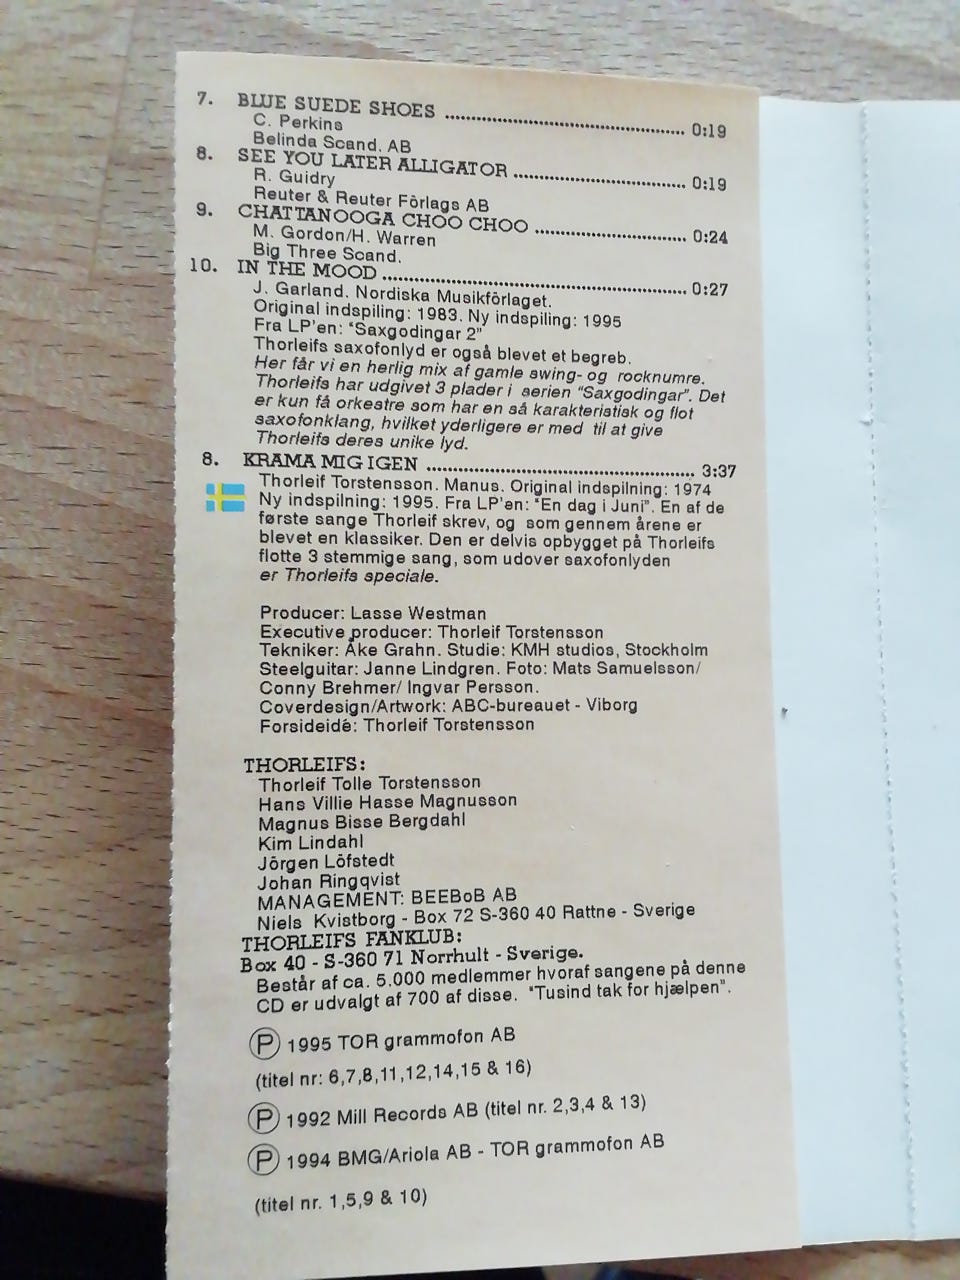 7. BLUE SUEDE SHOES ........................................ 0:19
C. Perkins
Belinda Scand. AB
8. SEE YOU LATER ALLIGATOR ............................. 0:19
R. Guidry
Reuter & Reuter Förlags AB
9. CHATTANOOGA CHOO CHOO ......................... 0:24
M. Gordon/H. Warren
Big Three Scand.
10. IN THE MOOD .................................................. 0:27
J. Garland. Nordiska Musikförlaget.
Original indspiling: 1983. Ny indspiling: 1995
Fra LP'en: "Saxgodingar 2"
Thorleifs saxofonlyd er også blevet et begreb.
Her får vi en herlig mix af gamle swing- og rocknumre.
Thorleifs har udgivet 3 plader i serien "Saxgodingar". Det
er kun få orkestre som har en så karakteristisk og flot
saxofonklang, hvilket yderligere er med til at give
Thorleifs deres unike lyd.
8. KRAMA MIG IGEN ............................................ 3:37
Thorleif Torstensson. Manus. Original indspilning: 1974
Ny indspilning: 1995. Fra LP'en: "En dag i Juni". En af de
første sange Thorleif skrev, og som gennem årene er
blevet en klassiker. Den er delvis opbygget på Thorleifs
flotte 3 stemmige sang, som udover saxofonlyden
er Thorleifs speciale.
Producer: Lasse Westman
Executive producer: Thorleif Torstensson
Tekniker: Åke Grahn. Studie: KMH studios, Stockholm
Steelguitar: Janne Lindgren. Foto: Mats Samuelsson/
Conny Brehmer/ Ingvar Persson.
Coverdesign/Artwork: ABC-bureauet - Viborg
Forsideidé: Thorleif Torstensson
THORLEIFS:
Thorleif Tolle Torstensson
Hans Villie Hasse Magnusson
Magnus Bisse Bergdahl
Kim Lindahl
Jörgen Löfstedt
Johan Ringqvist
MANAGEMENT: BEEBoB AB
Niels Kvistborg - Box 72 S-360 40 Rattne - Sverige
THORLEIFS FANKLUB:
Box 40 - S-360 71 Norrhult - Sverige.
Består af ca. 5.000 medlemmer hvoraf sangene på denne
CD er udvalgt af 700 af disse. "Tusind tak for hjælpen".
Ⓟ 1995 TOR grammofon AB
(titel nr: 6,7,8,11,12,14,15 & 16)
Ⓟ 1992 Mill Records AB (titel nr. 2,3,4 & 13)
Ⓟ 1994 BMG/Ariola AB - TOR grammofon AB
(titel nr. 1,5,9 & 10)